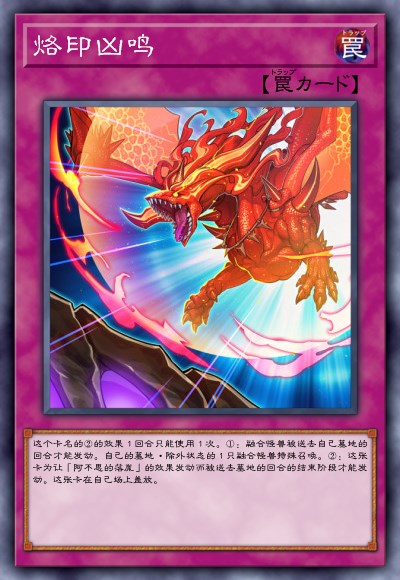 烙印凶鸣
トラップ
罠
トラップ
【罠カード】
这个卡名的②的效果1回合只能使用1次。①：融合怪兽被送去自己墓地的
回合才能发动。自己的墓地·除外状态的1只融合怪兽特殊召唤。②：这张
卡为让「阿不思的落胤」的效果发动而被送去墓地的回合的结束阶段才能发
动。这张卡在自己场上盖放。